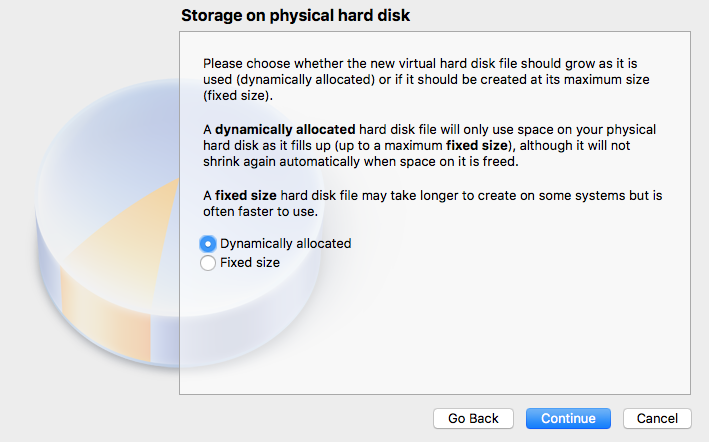 Storage on physical hard disk
Please choose whether the new virtual hard disk file should grow as it is
used (dynamically allocated) or if it should be created at its maximum size
(fixed size).
A dynamically allocated hard disk file will only use space on your physical
hard disk as it fills up (up to a maximum fixed size), although it will not
shrink again automatically when space on it is freed.
A fixed size hard disk file may take longer to create on some systems but is
often faster to use.
Dynamically allocated
Fixed size
Go Back
Continue
Cancel